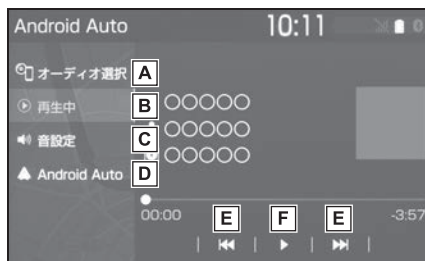 Android Auto 10:11 0
オーディオ選択 A
再生中 B ○○○○○
○○○○○
音設定 C
○○○○○
Android Auto D
00:00 E F E -3:57